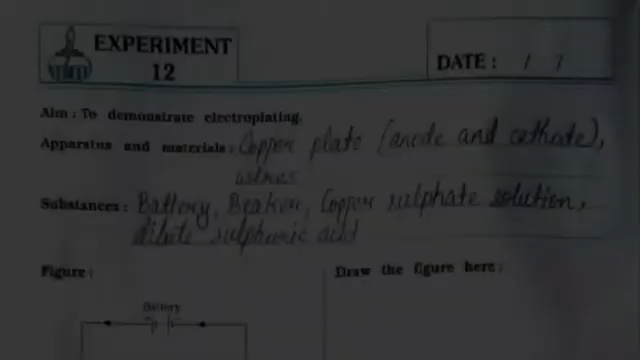 EXPERIMENT
12
DATE : / /
Aim : To demonstrate electroplating.
Apparatus and materials : Copper plate (anode and cathode),
wires
Substances : Battery, Beaker, Copper sulphate solution,
dilute sulphuric acid
Figure :
Draw the figure here :
Battery